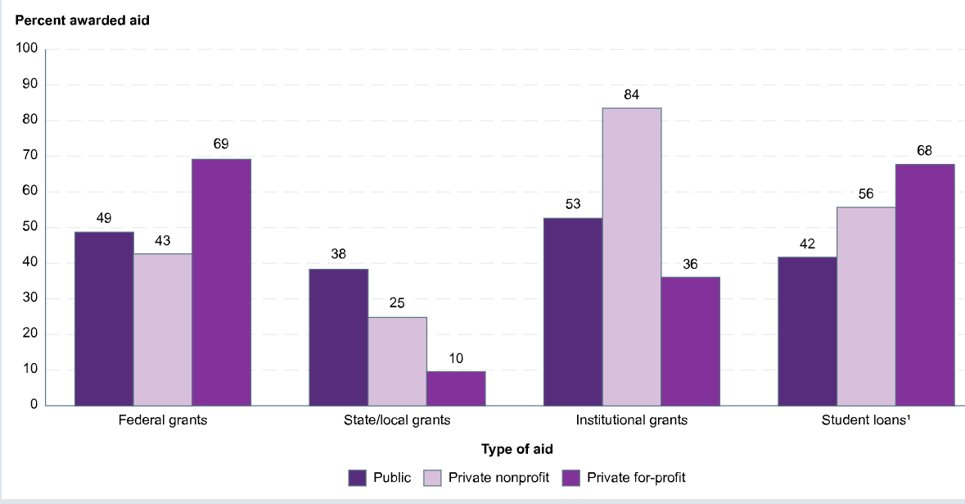 Percent awarded aid
100
90
80
70
60
50
40
30
20
10
0
49
43
69
38
25
10
53
84
36
42
56
68
Federal grants
State/local grants
Institutional grants
Student loans¹
Type of aid
Public
Private nonprofit
Private for-profit